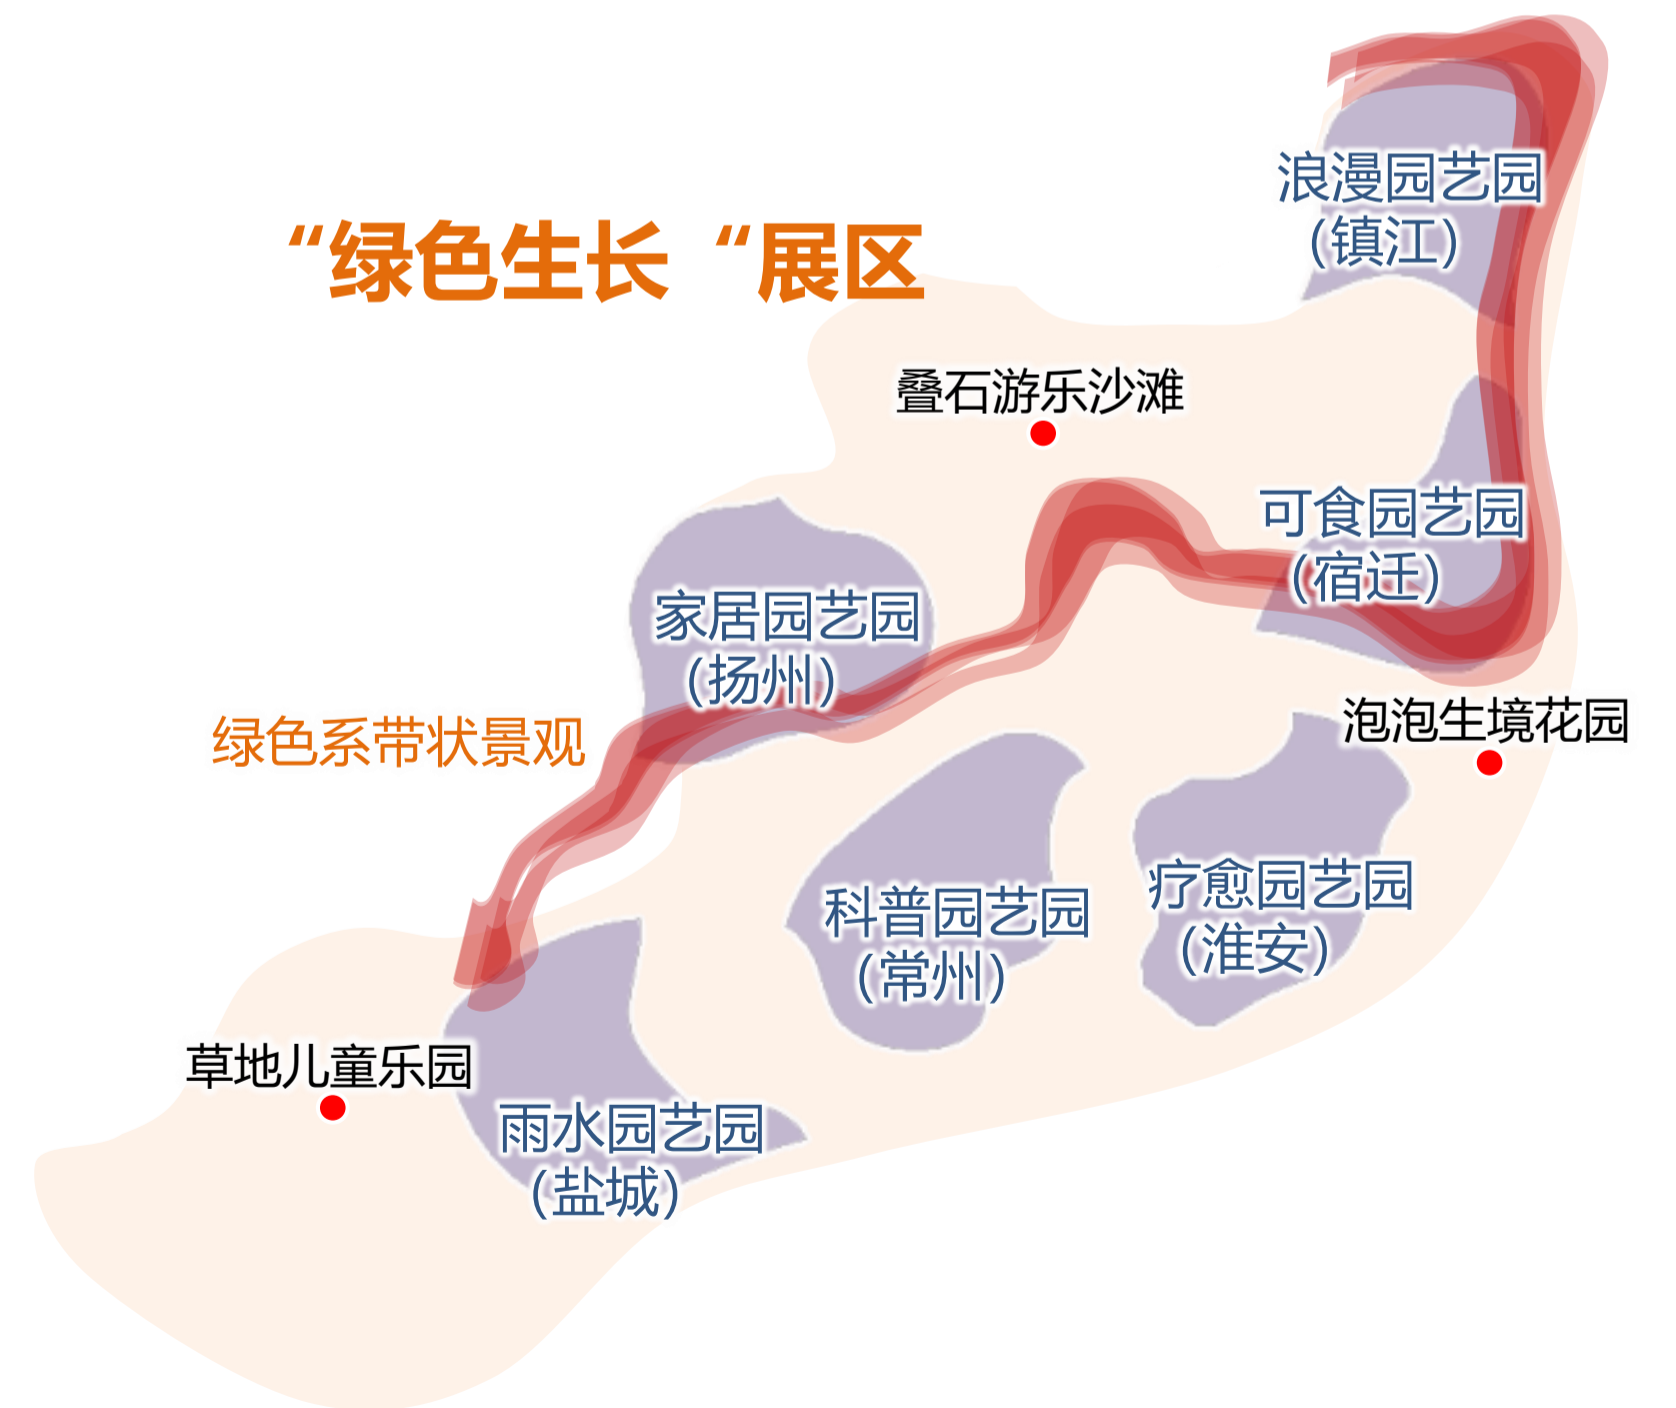 浪漫园艺园
（镇江）
“绿色生长“展区
叠石游乐沙滩
可食园艺园
（宿迁）
家居园艺园
（扬州）
绿色系带状景观
泡泡生境花园
疗愈园艺园
（淮安）
科普园艺园
（常州）
草地儿童乐园
雨水园艺园
（盐城）